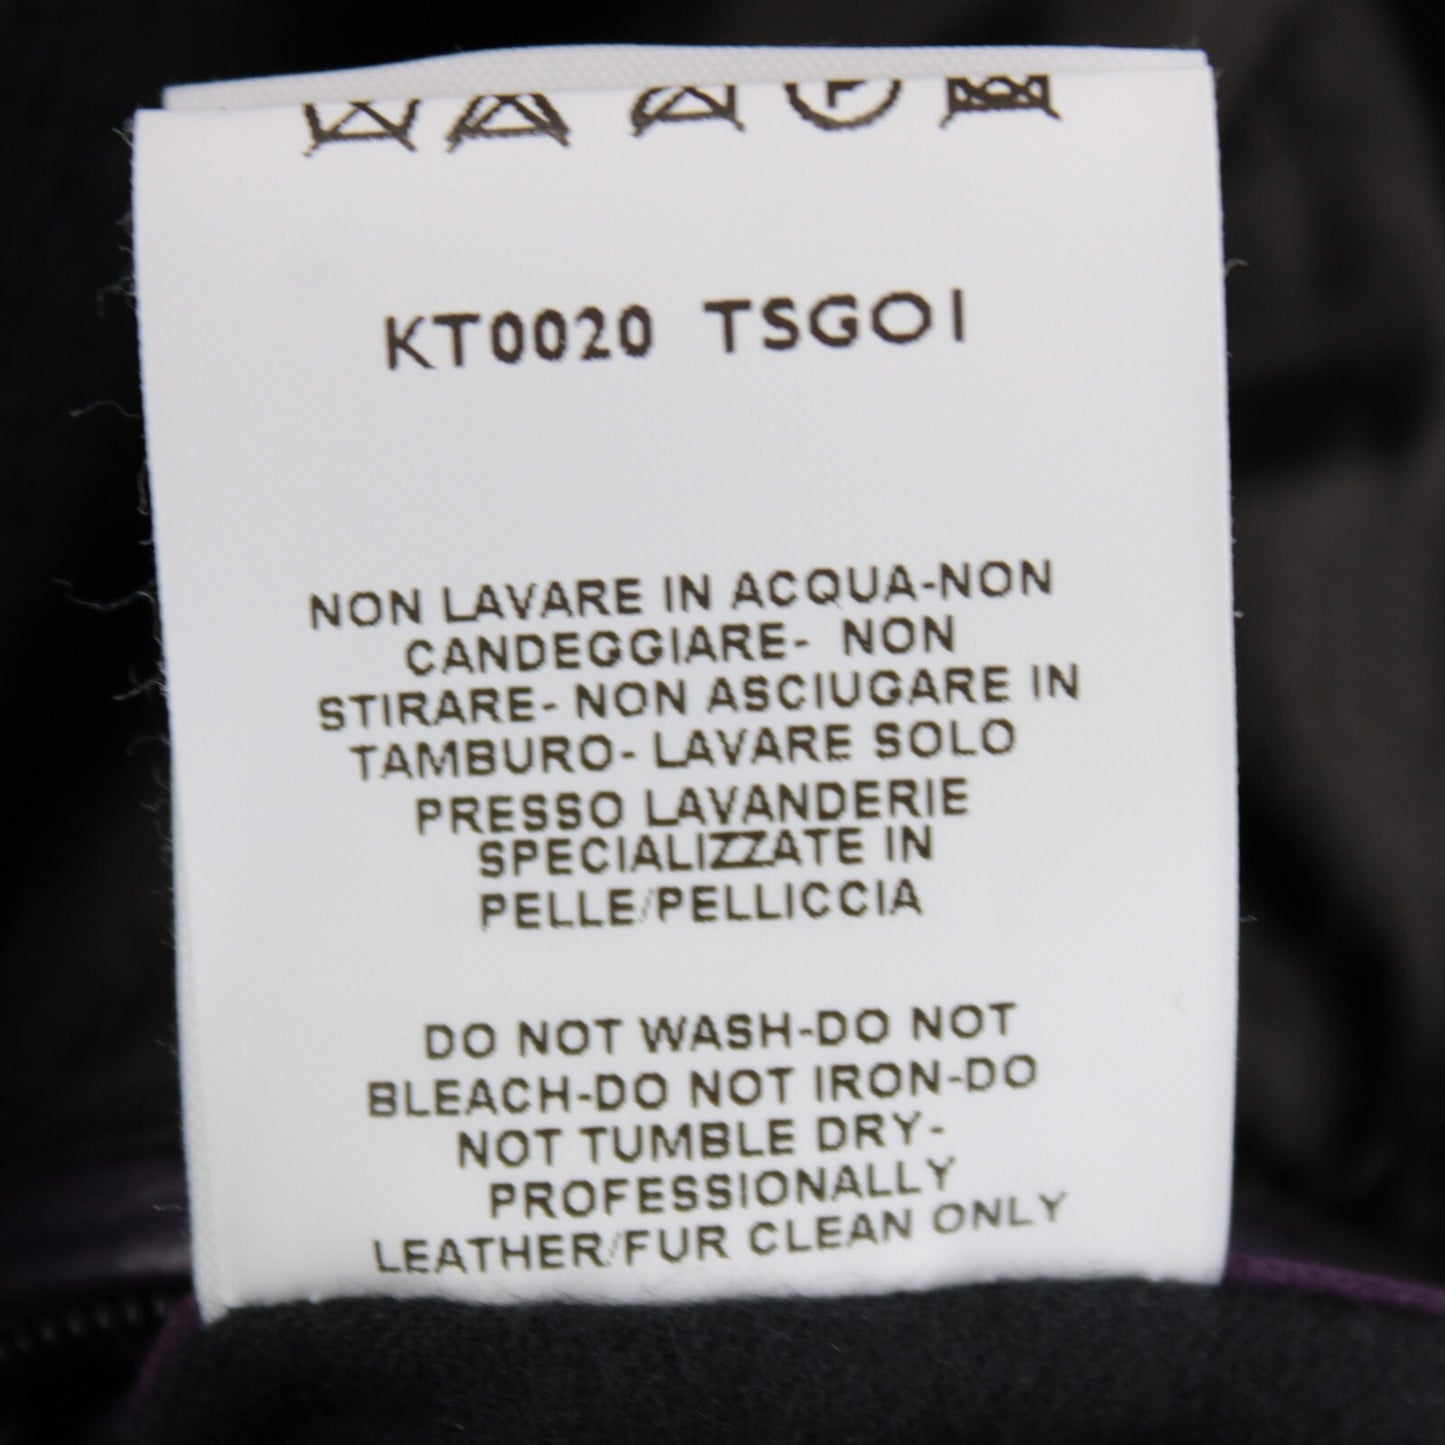 P
KT0020 TSGO1
NON LAVARE IN ACQUA-NON
CANDEGGIARE- NON
STIRARE- NON ASCIUGARE IN
TAMBURO- LAVARE SOLO
PRESSO LAVANDERIE
SPECIALIZZATE IN
PELLE/PELLICCIA
DO NOT WASH-DO NOT
BLEACH-DO NOT IRON-DO
NOT TUMBLE DRY-
PROFESSIONALLY
LEATHER/FUR CLEAN ONLY